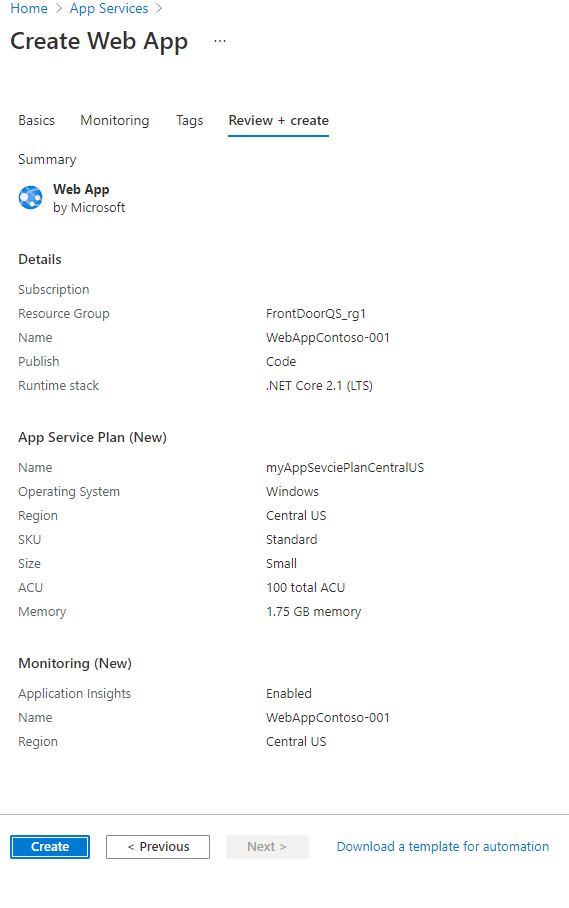 Home > App Services >
Create Web App ...
Basics Monitoring Tags Review + create
Summary
Web App
by Microsoft
Details
Subscription
Resource Group FrontDoorQS_rg1
Name WebAppContoso-001
Publish Code
Runtime stack .NET Core 2.1 (LTS)
App Service Plan (New)
Name myAppSevciePlanCentralUS
Operating System Windows
Region Central US
SKU Standard
Size Small
ACU 100 total ACU
Memory 1.75 GB memory
Monitoring (New)
Application Insights Enabled
Name WebAppContoso-001
Region Central US
Create < Previous Next > Download a template for automation